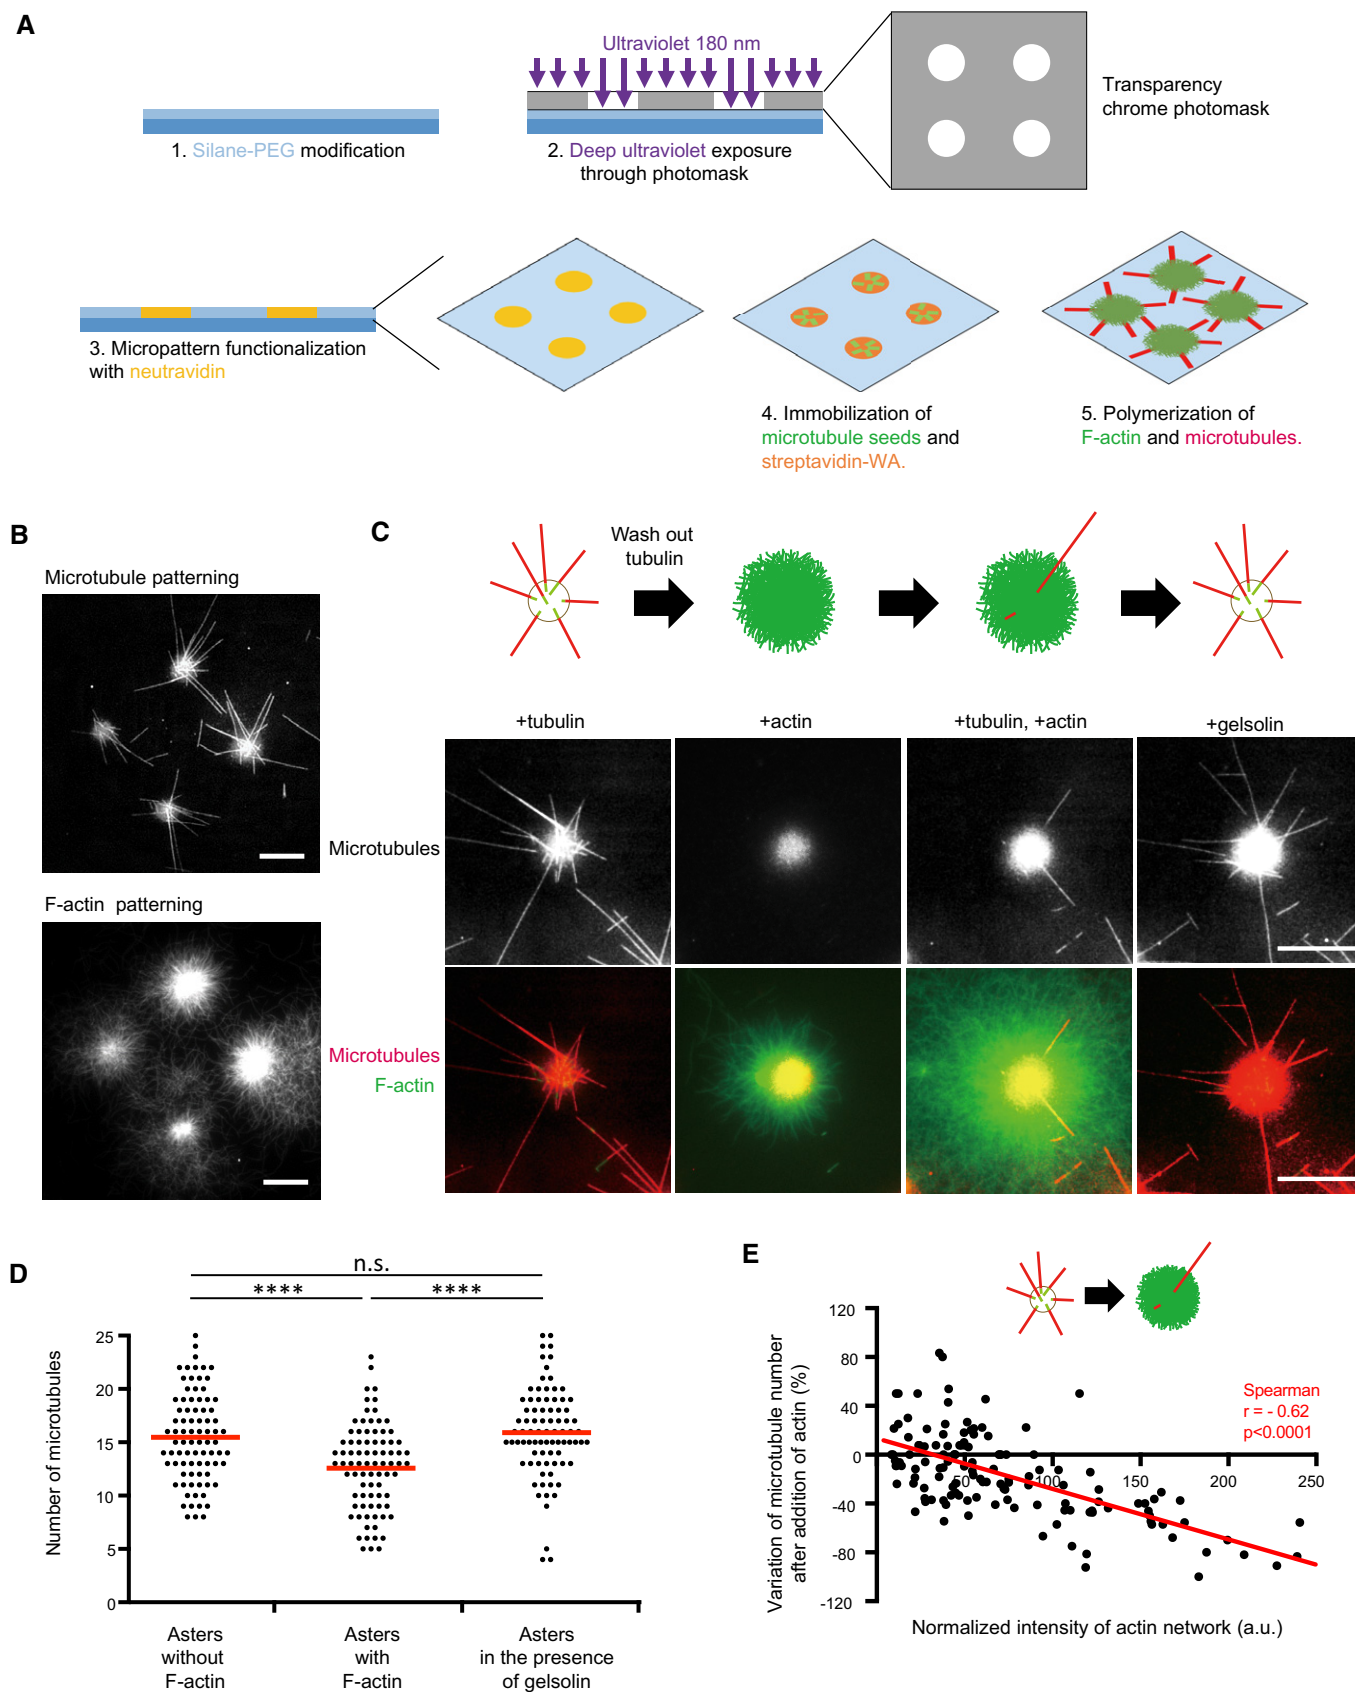 A
Ultraviolet 180 nm
Transparency
chrome photomask
1. Silane-PEG modification
2. Deep ultraviolet exposure
through photomask
3. Micropattern functionalization
with neutravidin
4. Immobilization of
microtubule seeds and
streptavidin-WA.
5. Polymerization of
F-actin and microtubules.
B
Microtubule patterning
F-actin patterning
C
Wash out
tubulin
+tubulin
+actin
+tubulin, +actin
+gelsolin
Microtubules
Microtubules
F-actin
D
n.s.
**** ****
Number of microtubules
25
20
15
10
5
0
Asters
without
F-actin
Asters
with
F-actin
Asters
in the presence
of gelsolin
E
Variation of microtubule number
after addition of actin (%)
120
80
40
0
-40
-80
-120
50 100 150 200 250
Spearman
r = - 0.62
p<0.0001
Normalized intensity of actin network (a.u.)